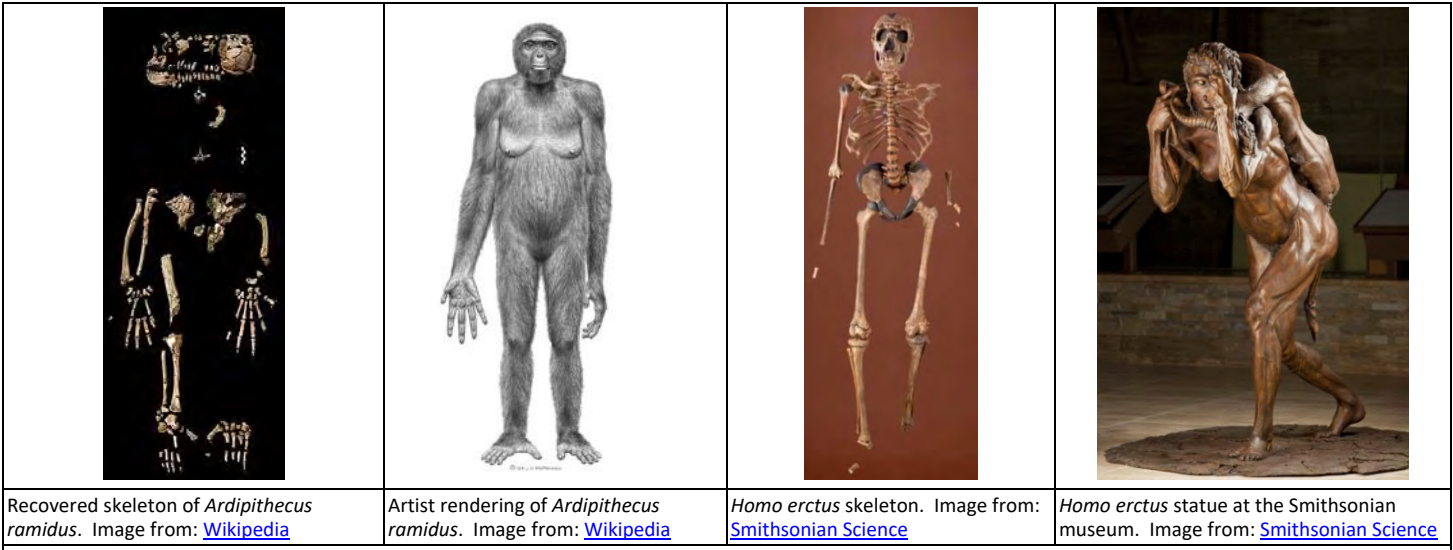 Recovered skeleton of Ardipithecus
ramidus.  Image from: Wikipedia
Artist rendering of Ardipithecus
ramidus.  Image from: Wikipedia
Homo erctus skeleton.  Image from:
Smithsonian Science
Homo erctus statue at the Smithsonian
museum.  Image from: Smithsonian Science